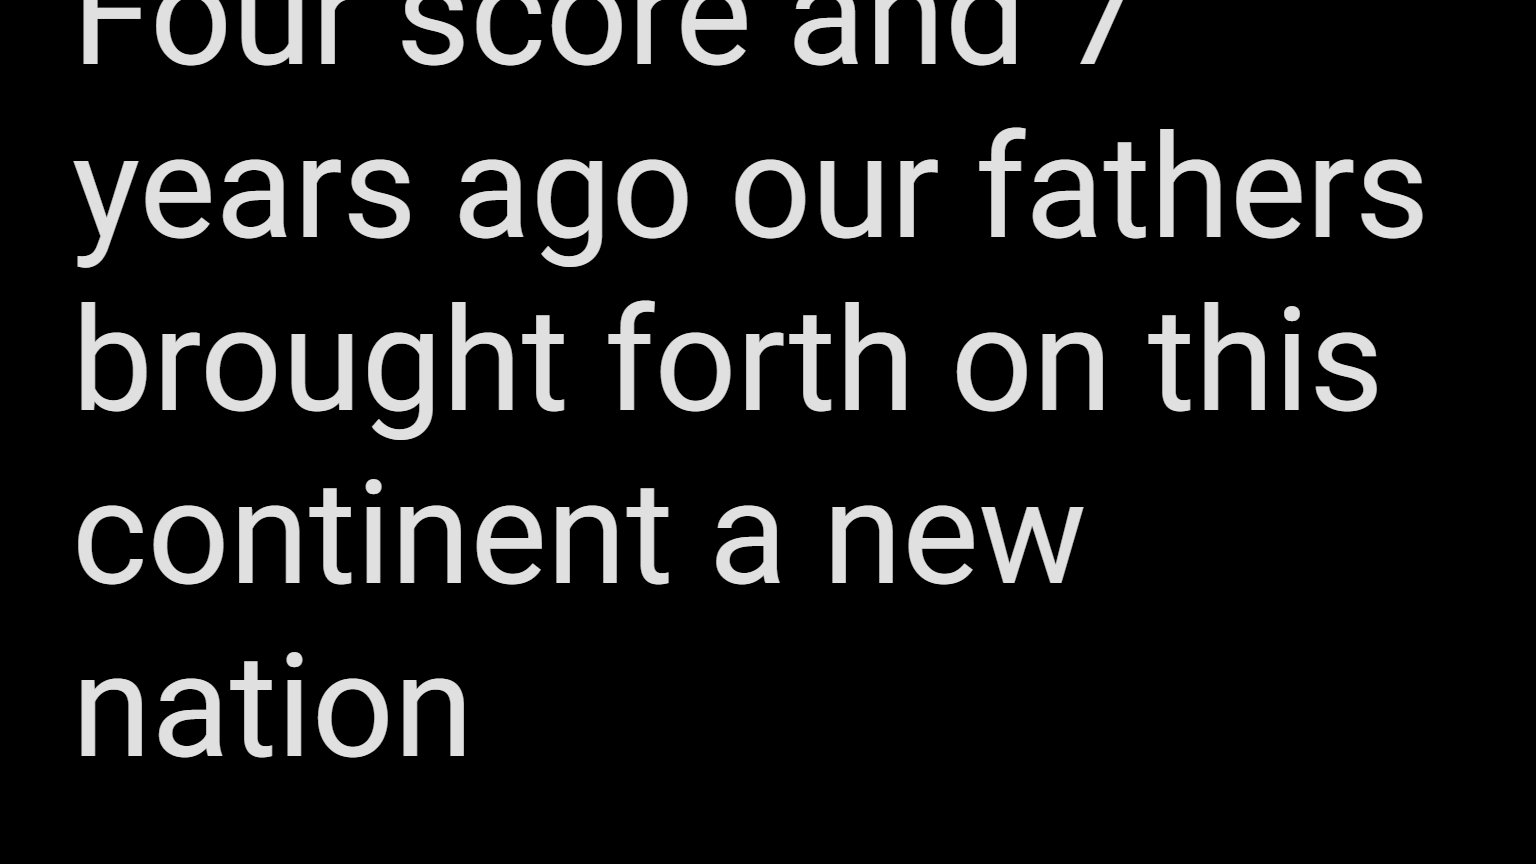 Four score and 7
years ago our fathers
brought forth on this
continent a new
nation